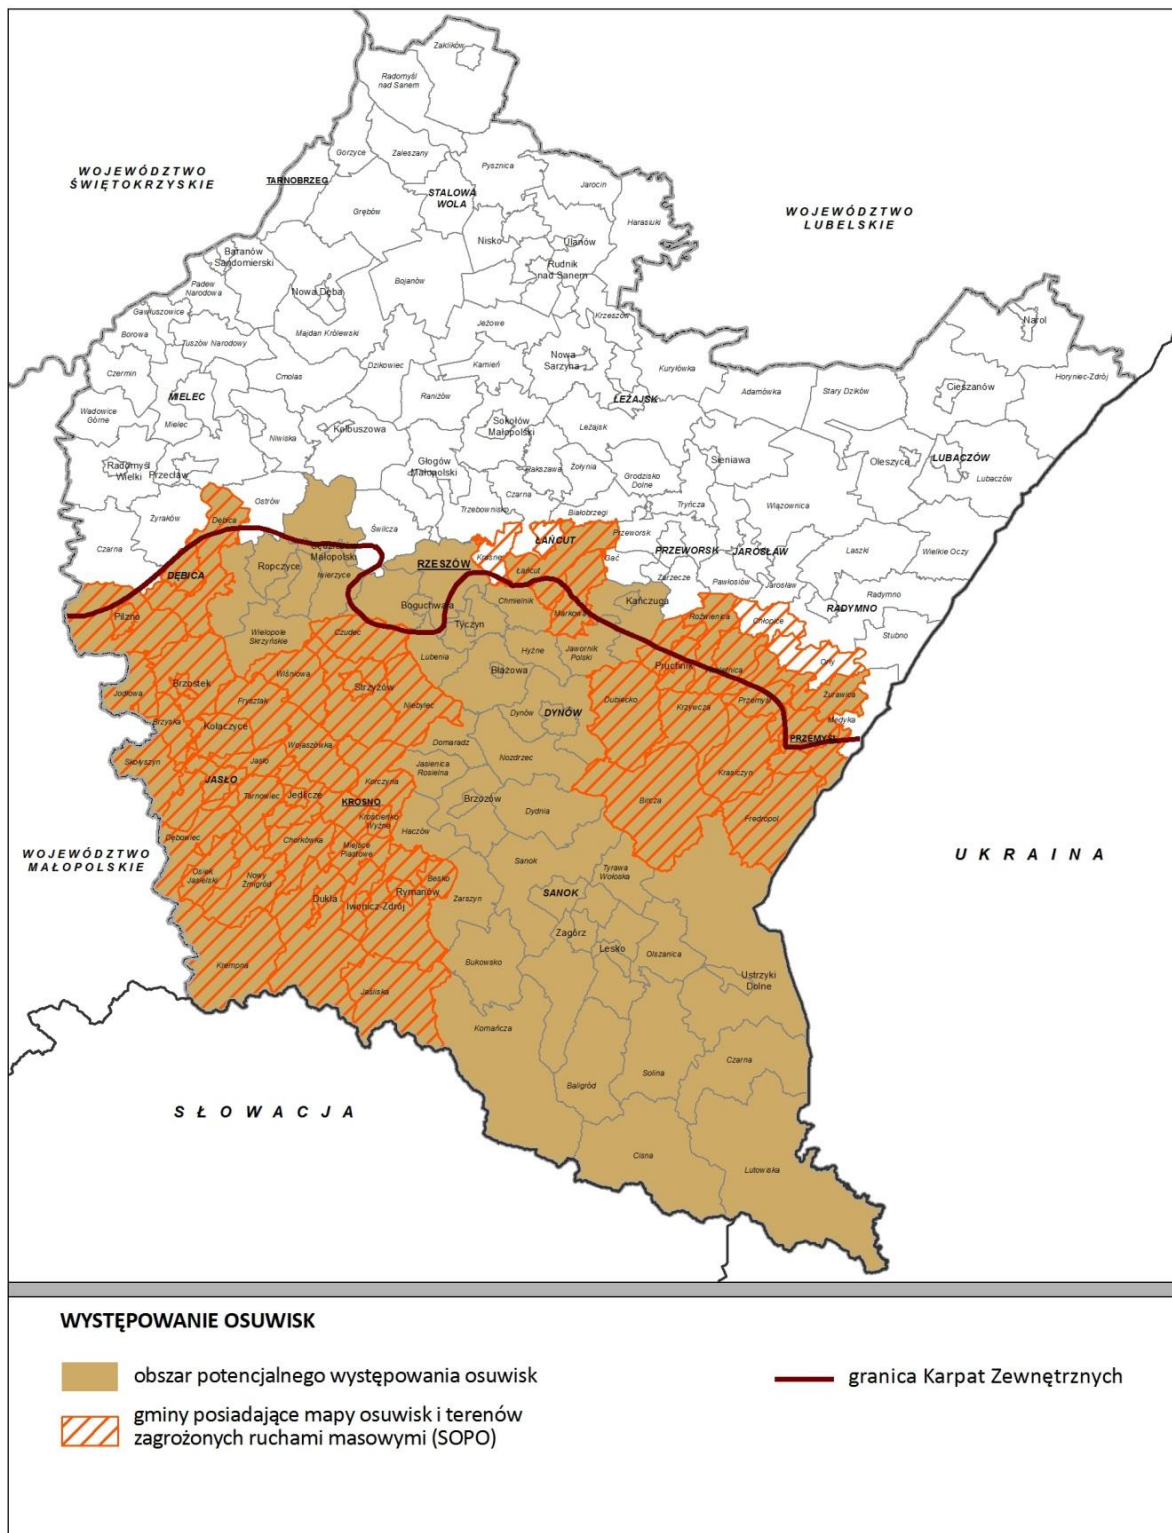 Zaklików
Radomyśl
nad Sanem
Gorzyce
Zaleszany
Pysznica
WOJEWÓDZTWO
ŚWIĘTOKRZYSKIE
TARNOBRZEG
STALOWA
WOLA
Jarocin
Grębów
Harasiuki
WOJEWÓDZTWO
LUBELSKIE
Nisko
Ulanów
Baranów
Sandomierski
Rudnik
nad Sanem
Padew
Narodowa
Nowa Dęba
Bojanów
Gawłuszowice
Krzeszów
Narol
Borowa
Tuszów Narodowy
Majdan Królewski
Jeżowe
Czermin
Cmolas
Dzikowiec
Kamień
Nowa
Sarzyna
Kuryłówka
Horyniec-Zdrój
MIELEC
Raniżów
LEŻAJSK
Adamówka
Stary Dzików
Cieszanów
Wadowice
Górne
Mielec
Kolbuszowa
Sokołów
Małopolski
Leżajsk
Niwiska
Radomyśl
Wielki
Przecław
Głogów
Małopolski
Rakszawa
Żołynia
Grodzisko
Dolne
Sieniawa
Oleszyce
LUBACZÓW
Lubaczów
Ostrów
Czarna
Tryńcza
Wiązownica
Żyraków
Dębica
Świlcza
Trzebownisko
Białobrzegi
Przeworsk
Czarna
Małopolski
Krasne
ŁAŃCUT
Gać
PRZEWORSK
JAROSŁAW
Laszki
Wielkie Oczy
DĘBICA
Ropczyce
Iwierzyce
RZESZÓW
Łańcut
Zarzecze
Pawłosiów
Jarosław
Radymno
Pilzno
Boguchwała
Chmielnik
Markowa
Kańczuga
RADYMNO
Tyczyn
Roźwienica
Chłopice
Stubno
Wielopole
Skrzyńskie
Czudec
Lubenia
Hyżne
Jawornik
Polski
Orły
Wiśniowa
Błażowa
Pruchnik
Jodłowa
Brzostek
Strzyżów
Dubiecko
Krzywcza
Przemyśl
Żurawica
Frysztak
Niebylec
Dynów
DYNÓW
Medyka
Brzyska
Kołaczyce
PRZEMYŚL
Wojaszówka
Domaradz
Skołyszyn
Jasło
Jasienica
Rosielna
Nozdrzec
JASŁO
Korczyna
Krasiczyn
Tarnowiec
Jedlicze
KROSNO
Brzozów
Bircza
Krościenko
Wyżne
Dydnia
Fredropol
Dębowiec
Chorkówka
Miejsce
Piastowe
Haczów
WOJEWÓDZTWO
MAŁOPOLSKIE
UKRAINA
Sanok
Osiek
Jasielski
Nowy
Żmigród
Besko
Tyrawa
Wołoska
Dukla
Rymanów
Zarszyn
SANOK
Iwonicz-Zdrój
Zagórz
Lesko
Olszanica
Krempna
Bukowsko
Ustrzyki
Dolne
Jaśliska
Komańcza
Czarna
Baligród
Solina
SŁOWACJA
Cisna
Lutowiska
WYSTĘPOWANIE OSUWISK
obszar potencjalnego występowania osuwisk
granica Karpat Zewnętrznych
gminy posiadające mapy osuwisk i terenów
zagrożonych ruchami masowymi (SOPO)